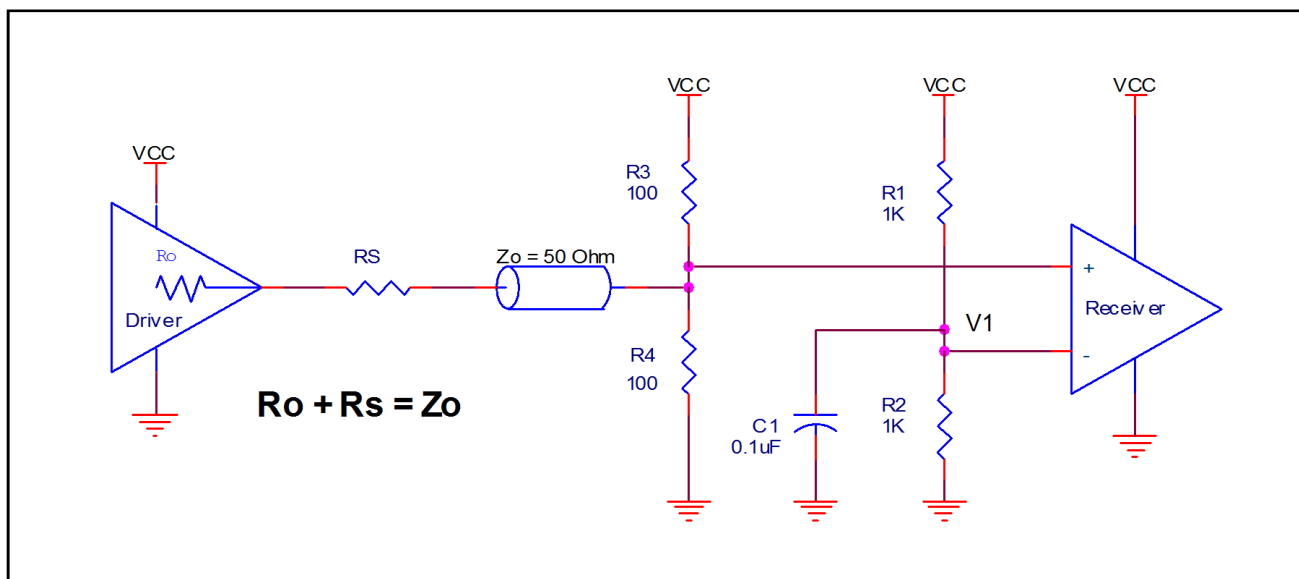 VCC
Ro
Driver
RS
Zo = 50 Ohm
VCC
R3
100
R4
100
VCC
R1
1K
V1
R2
1K
C1
0.1uF
VCC
+
Receiver
-
Ro + Rs = Zo